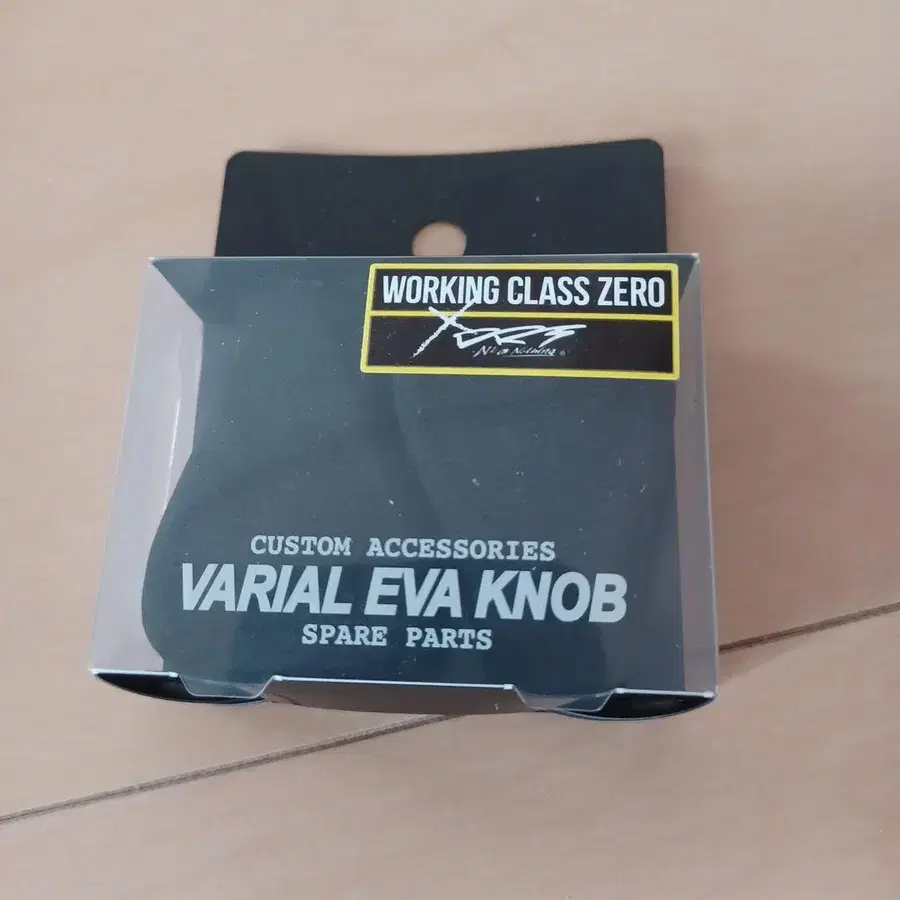 WORKING CLASS ZERO
CUSTOM ACCESSORIES
VARIAL EVA KNOB
SPARE PARTS